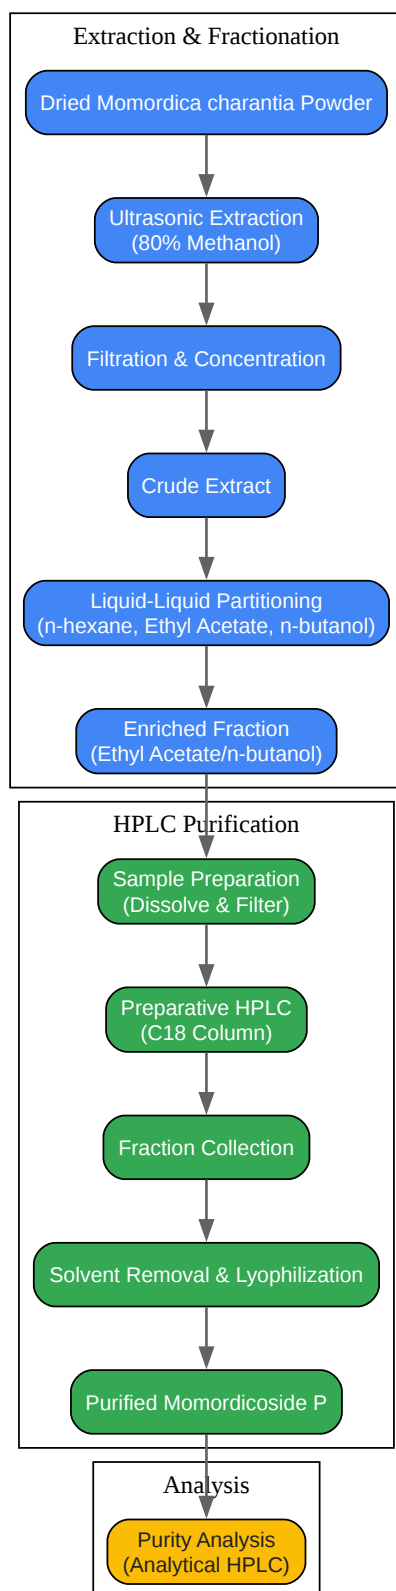 Extraction & Fractionation
Dried Momordica charantia Powder
Ultrasonic Extraction
(80% Methanol)
Filtration & Concentration
Crude Extract
Liquid-Liquid Partitioning
(n-hexane, Ethyl Acetate, n-butanol)
Enriched Fraction
(Ethyl Acetate/n-butanol)
HPLC Purification
Sample Preparation
(Dissolve & Filter)
Preparative HPLC
(C18 Column)
Fraction Collection
Solvent Removal & Lyophilization
Purified Momordicoside P
Analysis
Purity Analysis
(Analytical HPLC)